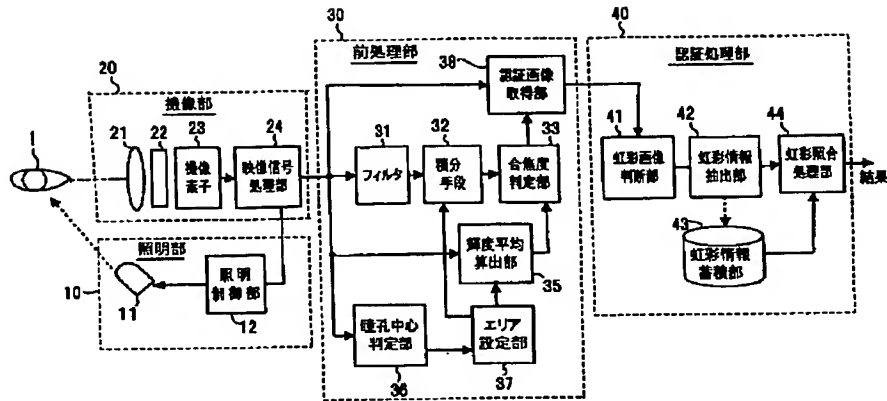 30
40
前処理部
認証処理部
20
38
認証画像
取得部
撮像部
21
22
23
24
31
32
33
41
42
44
1
撮像
素子
映像信号
処理部
フィルタ
積分
手段
合焦度
判定部
虹彩画像
判断部
虹彩情報
抽出部
虹彩照合
処理部
結果
照明部
輝度平均
算出部
35
43
虹彩情報
蓄積部
10
11
照明
制御部
12
瞳孔中心
判定部
36
エリア
設定部
37